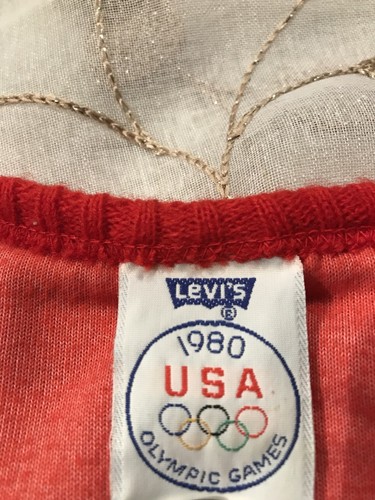 Levi's
®
1980
USA
OLYMPIC GAMES